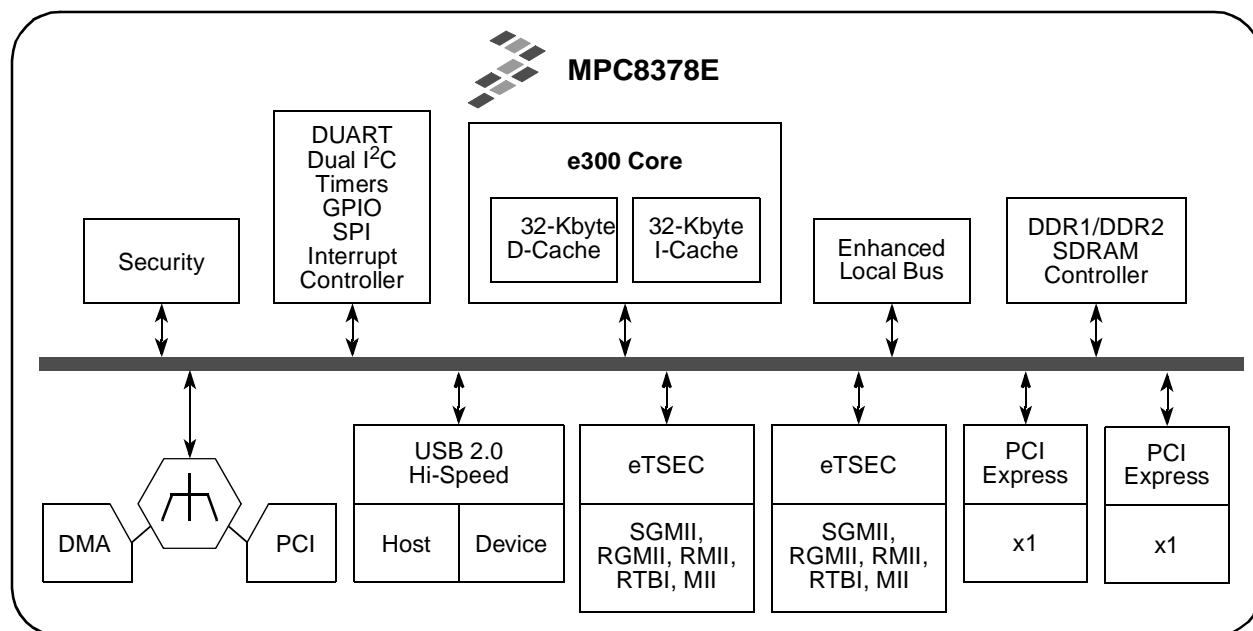 MPC8378E
DUART
Dual I²C
Timers
GPIO
SPI
Interrupt
Controller
e300 Core
32-Kbyte
D-Cache
32-Kbyte
I-Cache
Security
Enhanced
Local Bus
DDR1/DDR2
SDRAM
Controller
DMA
PCI
USB 2.0
Hi-Speed
Host
Device
eTSEC
SGMII,
RGMII, RMII,
RTBI, MII
eTSEC
SGMII,
RGMII, RMII,
RTBI, MII
PCI
Express
x1
PCI
Express
x1